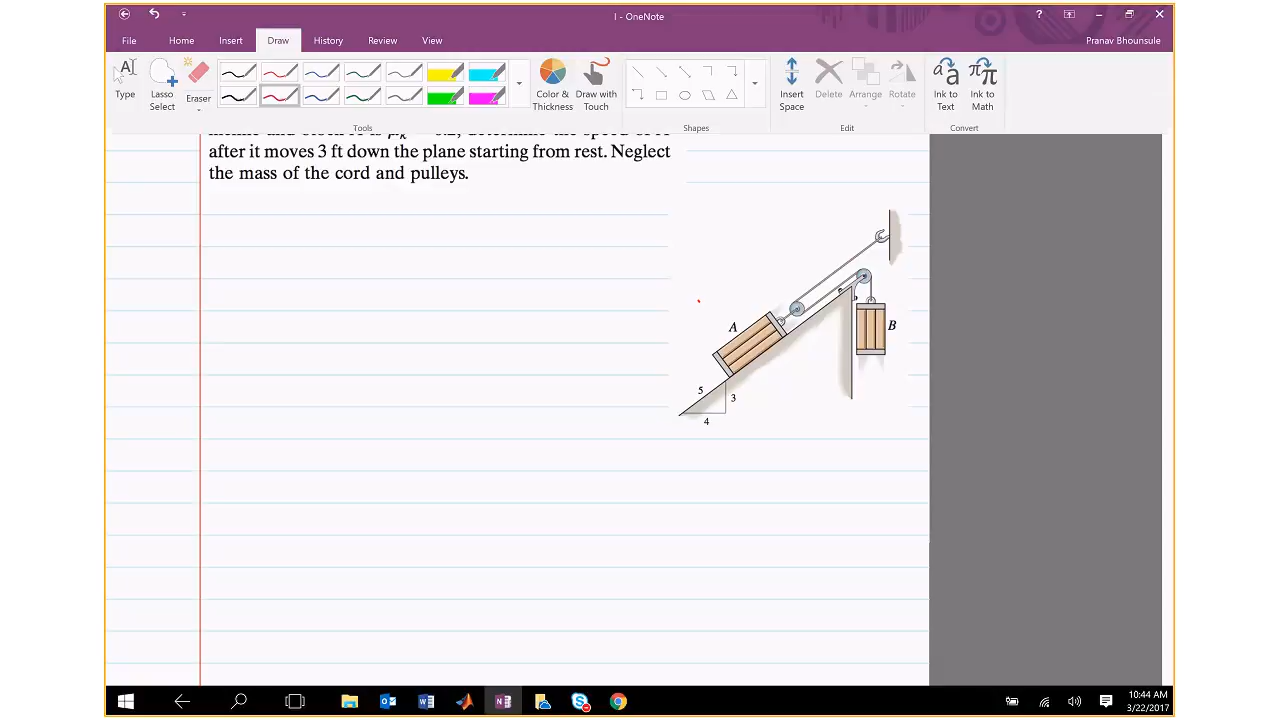 I - OneNote
?
File Home Insert Draw History Review View
Pranav Bhounsule
Type
Lasso Select
Eraser
Color & Thickness
Draw with Touch
Insert Space
Delete
Arrange
Rotate
Ink to Text
Ink to Math
Tools
Shapes
Edit
Convert
after it moves 3 ft down the plane starting from rest. Neglect
the mass of the cord and pulleys.
A
B
5
3
4
10:44 AM
3/22/2017